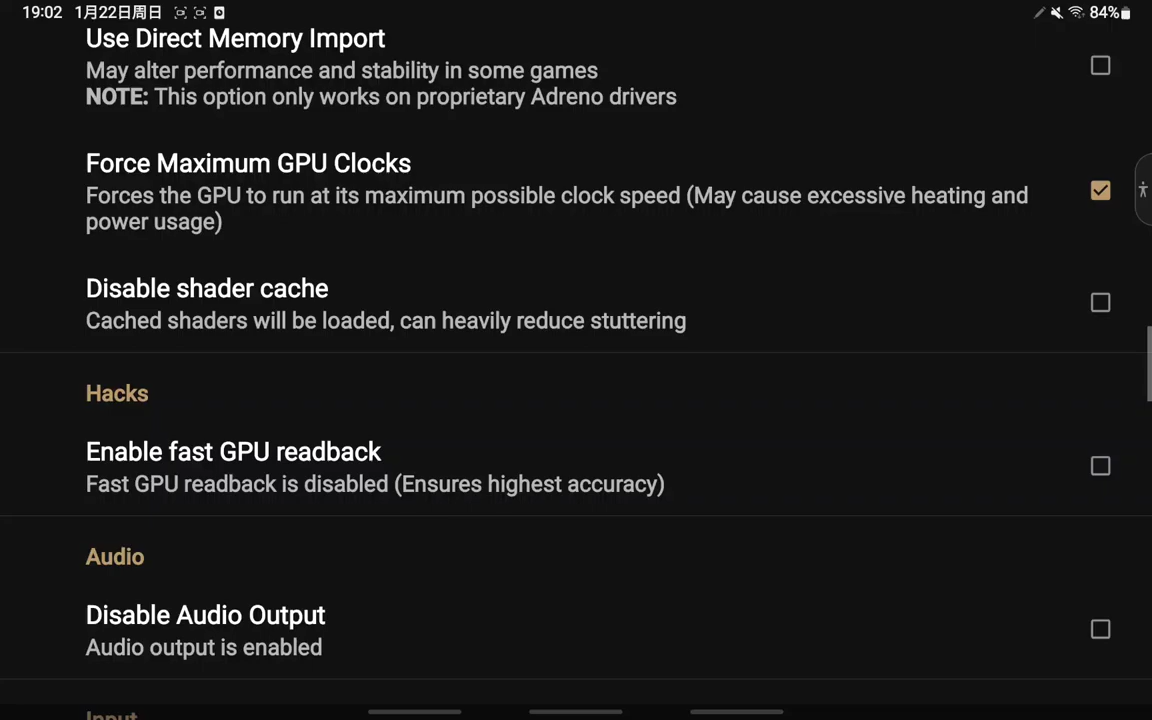 19:02 1月22日周日 84%
Use Direct Memory Import
May alter performance and stability in some games
NOTE: This option only works on proprietary Adreno drivers
Force Maximum GPU Clocks
Forces the GPU to run at its maximum possible clock speed (May cause excessive heating and
power usage)
Disable shader cache
Cached shaders will be loaded, can heavily reduce stuttering
Hacks
Enable fast GPU readback
Fast GPU readback is disabled (Ensures highest accuracy)
Audio
Disable Audio Output
Audio output is enabled
Input